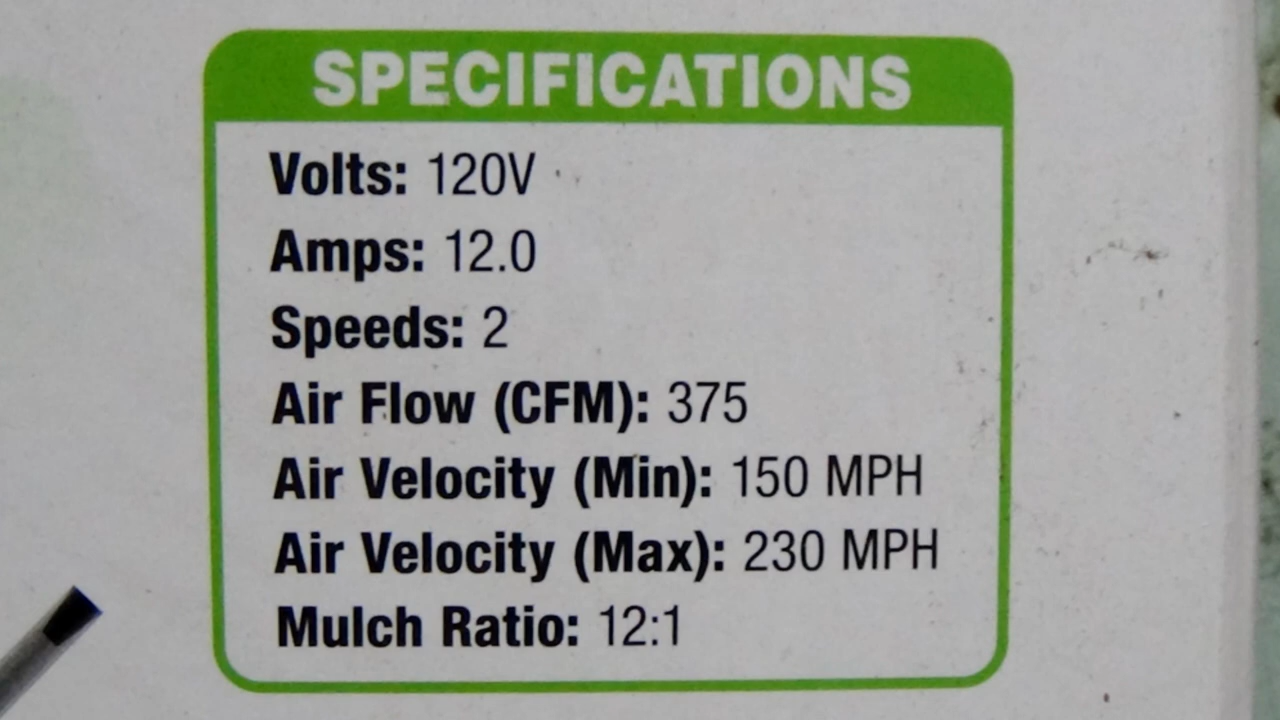 SPECIFICATIONS
Volts: 120V
Amps: 12.0
Speeds: 2
Air Flow (CFM): 375
Air Velocity (Min): 150 MPH
Air Velocity (Max): 230 MPH
Mulch Ratio: 12:1